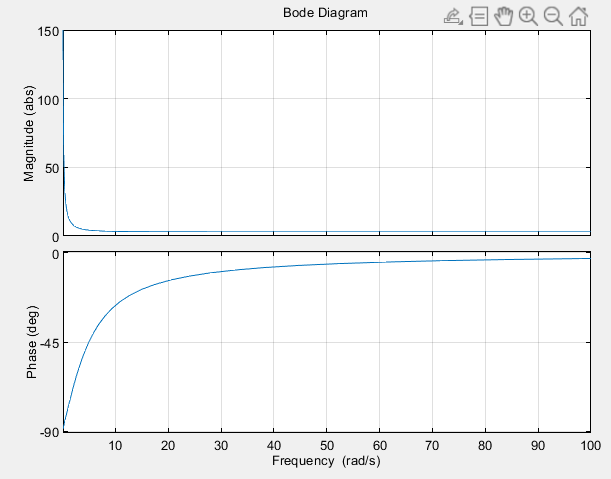 Bode Diagram
150
100
50
0
Magnitude (abs)
0
-45
-90
Phase (deg)
10 20 30 40 50 60 70 80 90 100
Frequency (rad/s)